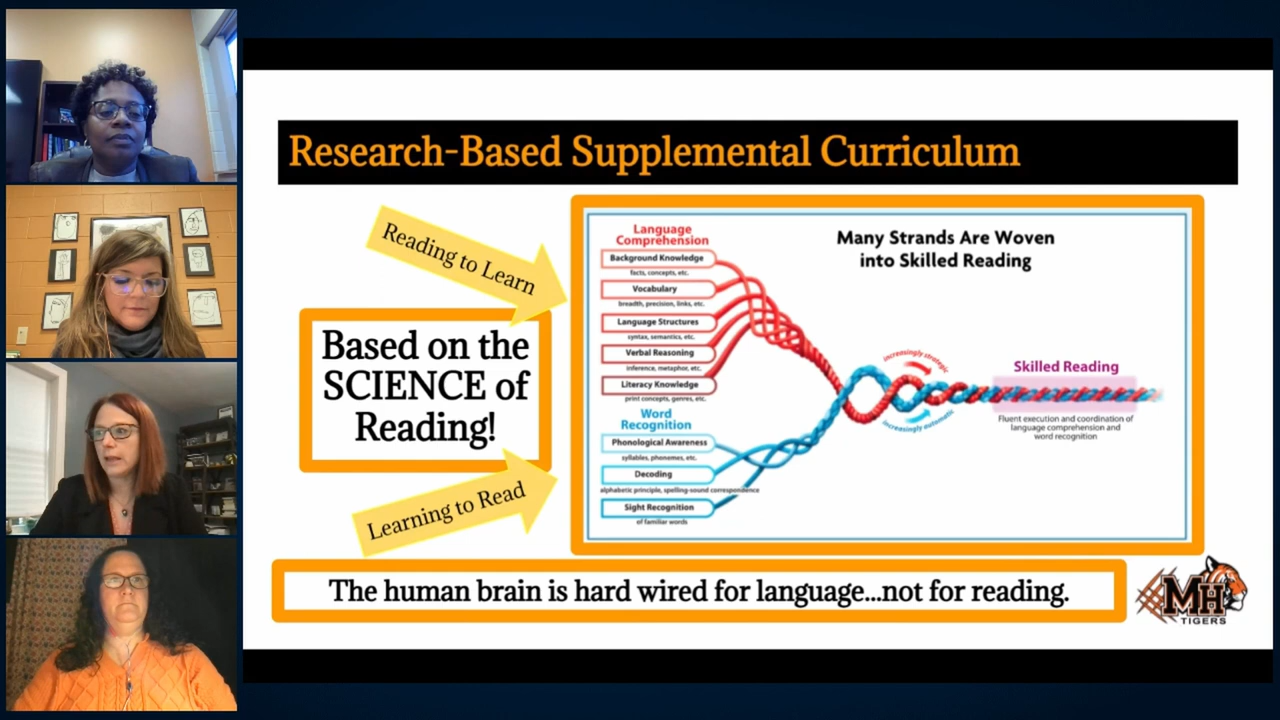 Research-Based Supplemental Curriculum
Reading to Learn
Based on the
SCIENCE of
Reading!
Learning to Read
Many Strands Are Woven
into Skilled Reading
Language
Comprehension
Background Knowledge
facts, concepts, etc.
Vocabulary
breadth, precision, links, etc.
Language Structures
syntax, semantics, etc.
Verbal Reasoning
inference, metaphor, etc.
Literacy Knowledge
print concepts, genres, etc.
Word
Recognition
Phonological Awareness
syllables, phonemes, etc.
Decoding
alphabetic principle, spelling-sound correspondence
Sight Recognition
of familiar words
increasingly strategic
increasingly automatic
Skilled Reading
Fluent execution and coordination of
language comprehension and
word recognition
The human brain is hard wired for language...not for reading.
MH
TIGERS